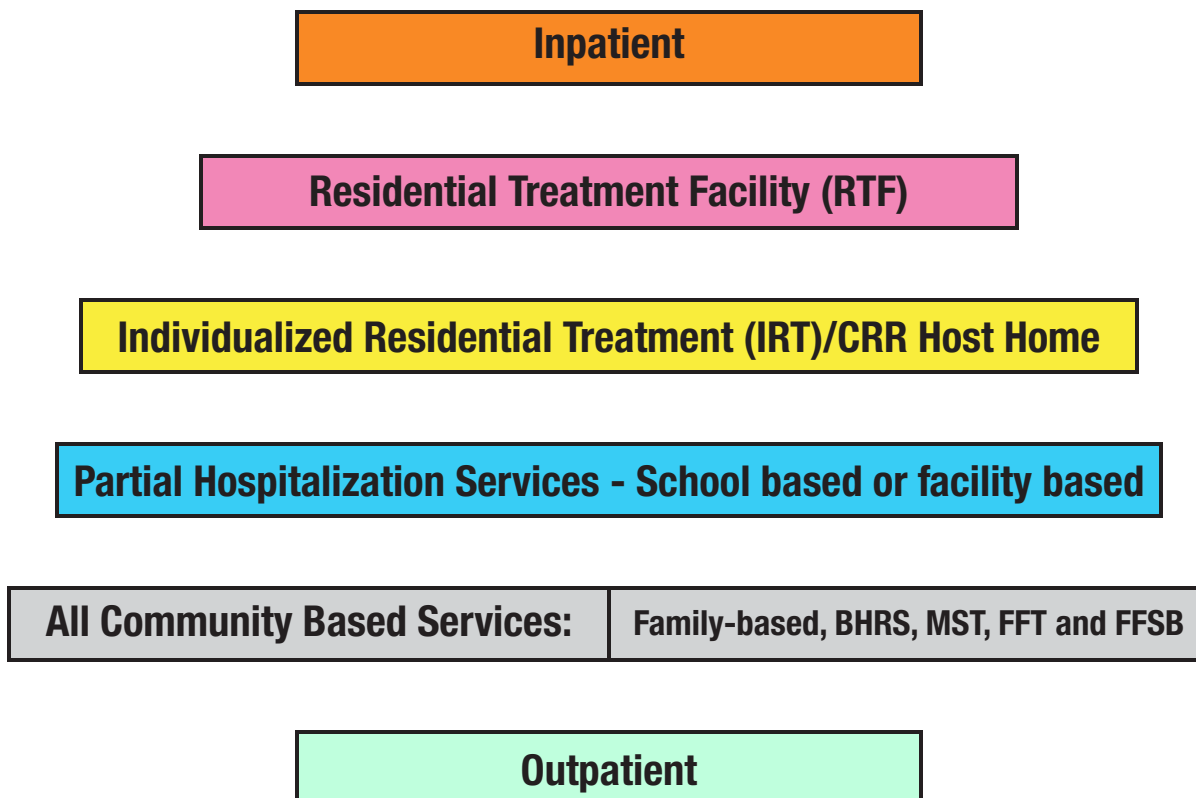 Inpatient
Residential Treatment Facility (RTF)
Individualized Residential Treatment (IRT)/CRR Host Home
Partial Hospitalization Services - School based or facility based
All Community Based Services:
Family-based, BHRS, MST, FFT and FFSB
Outpatient